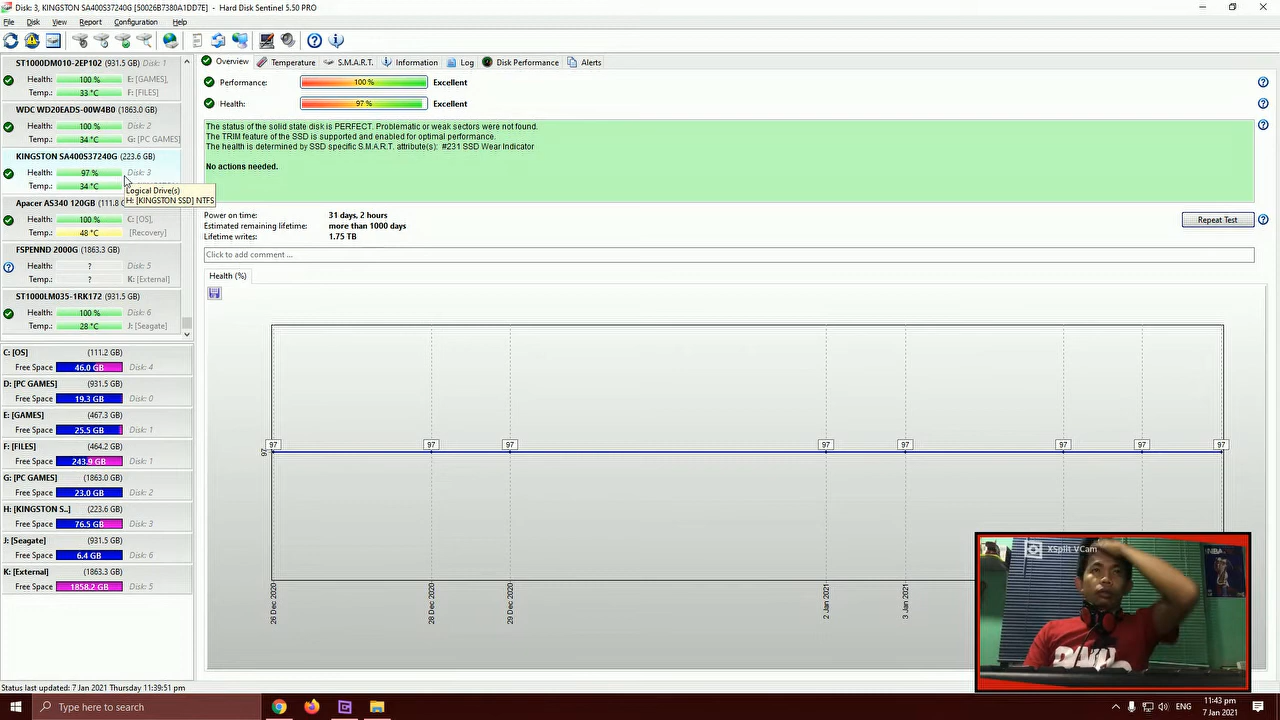 Disk: 3, KINGSTON SA400S37240G [50026B7380A1DD7E] - Hard Disk Sentinel 5.50 PRO
File Disk View Report Configuration Help
ST1000DM010-2EP102 (931.5 GB) Disk: 1
Health: 100 % E: [GAMES],
Temp.: 33 °C F: [FILES]
WDC WD20EADS-00W4B0 (1863.0 GB)
Health: 100 % Disk: 2
Temp.: 34 °C G: [PC GAMES]
KINGSTON SA400S37240G (223.6 GB)
Health: 97 % Disk: 3
Temp.: 34 °C
Logical Drive(s)
H: [KINGSTON SSD] NTFS
Apacer AS340 120GB (111.8 G
Health: 100 % C: [OS],
Temp.: 48 °C [Recovery]
FSPENND 2000G (1863.3 GB)
Health: ? Disk: 5
Temp.: ? K: [External]
ST1000LM035-1RK172 (931.5 GB)
Health: 100 % Disk: 6
Temp.: 28 °C J: [Seagate]
C: [OS] (111.2 GB)
Free Space 46.0 GB Disk: 4
D: [PC GAMES] (931.5 GB)
Free Space 19.3 GB Disk: 0
E: [GAMES] (467.3 GB)
Free Space 25.5 GB Disk: 1
F: [FILES] (464.2 GB)
Free Space 243.9 GB Disk: 1
G: [PC GAMES] (1863.0 GB)
Free Space 23.0 GB Disk: 2
H: [KINGSTON S..] (223.6 GB)
Free Space 76.5 GB Disk: 3
J: [Seagate] (931.5 GB)
Free Space 6.4 GB Disk: 6
K: [External] (1863.3 GB)
Free Space 1858.2 GB Disk: 5
Overview Temperature S.M.A.R.T. Information Log Disk Performance Alerts
Performance: 100 % Excellent
Health: 97 % Excellent
The status of the solid state disk is PERFECT. Problematic or weak sectors were not found.
The TRIM feature of the SSD is supported and enabled for optimal performance.
The health is determined by SSD specific S.M.A.R.T. attribute(s): #231 SSD Wear Indicator
No actions needed.
Power on time: 31 days, 2 hours
Estimated remaining lifetime: more than 1000 days
Lifetime writes: 1.75 TB
Repeat Test
Click to add comment ...
Health (%)
97
97 97 97 97 97 97 97 97
26 Dec 2020 28 Dec 2020 29 Dec 2020 2 Jan 2021 3 Jan 2021
XSplit VCam
NBA
Status last updated: 7 Jan 2021 Thursday 11:39:51 pm
Type here to search
ENG
11:43 pm
7 Jan 2021